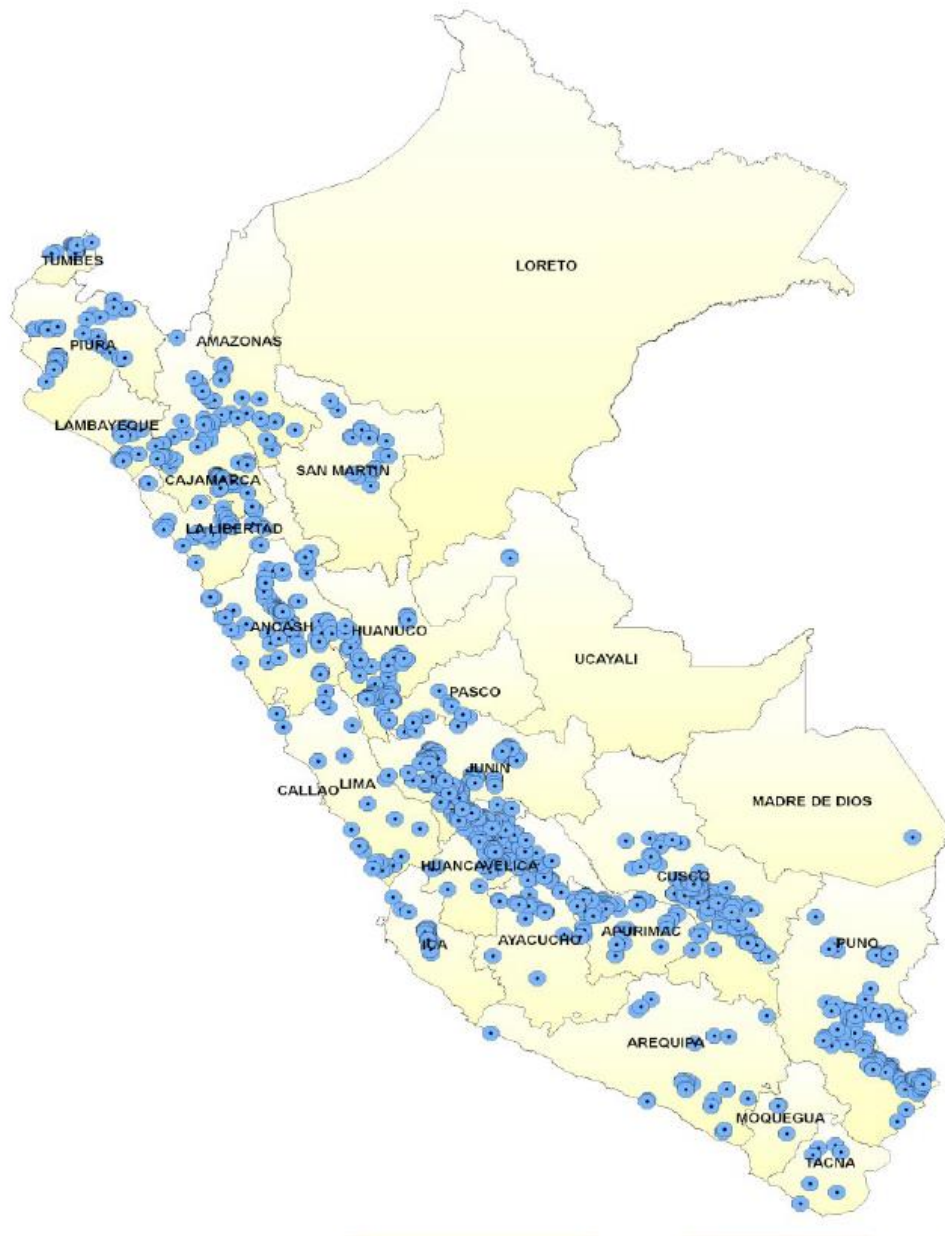 LORETO
TUMBES
AMAZONAS
PIURA
LAMBAYEQUE
SAN MARTIN
CAJAMARCA
LA LIBERTAD
ANCASH
HUANUCO
UCAYALI
PASCO
JUNIN
LIMA
CALLAO
MADRE DE DIOS
HUANCAVELICA
CUSCO
APURIMAC
AYACUCHO
ICA
PUNO
AREQUIPA
MOQUEGUA
TACNA